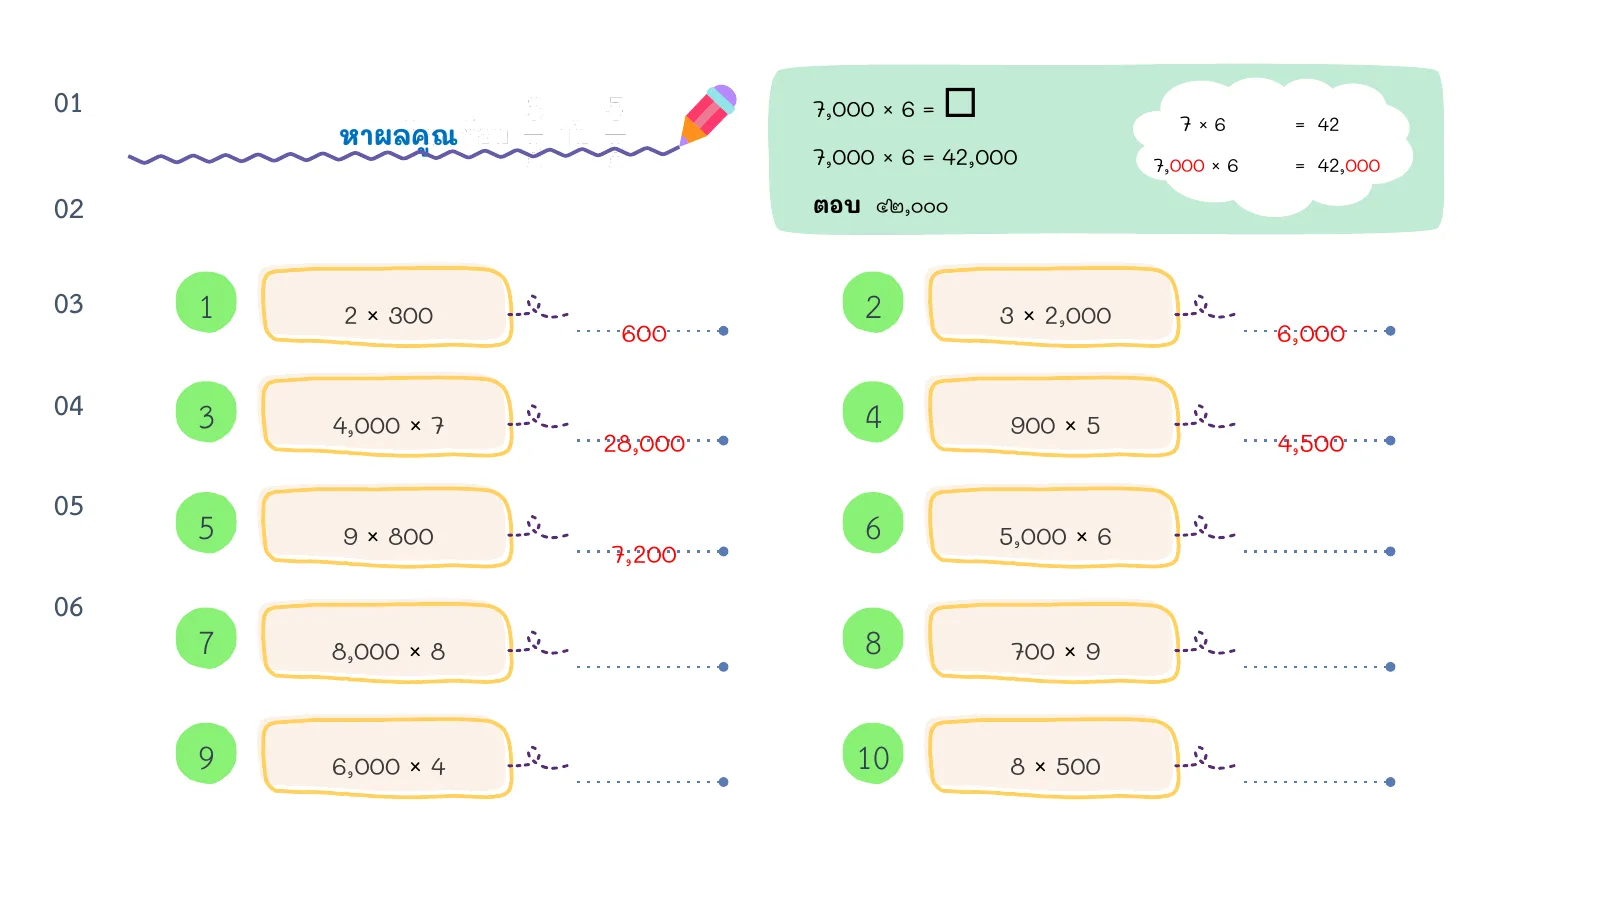 01
02
03
04
05
06
หาผลคูณ
7,000 × 6 = □
7,000 × 6 = 42,000
ตอบ ๔๒,๐๐๐
7 × 6 = 42
7,000 × 6 = 42,000
1 2 × 300 600
2 3 × 2,000 6,000
3 4,000 × 7 28,000
4 900 × 5 4,500
5 9 × 800 7,200
6 5,000 × 6
7 8,000 × 8
8 700 × 9
9 6,000 × 4
10 8 × 500